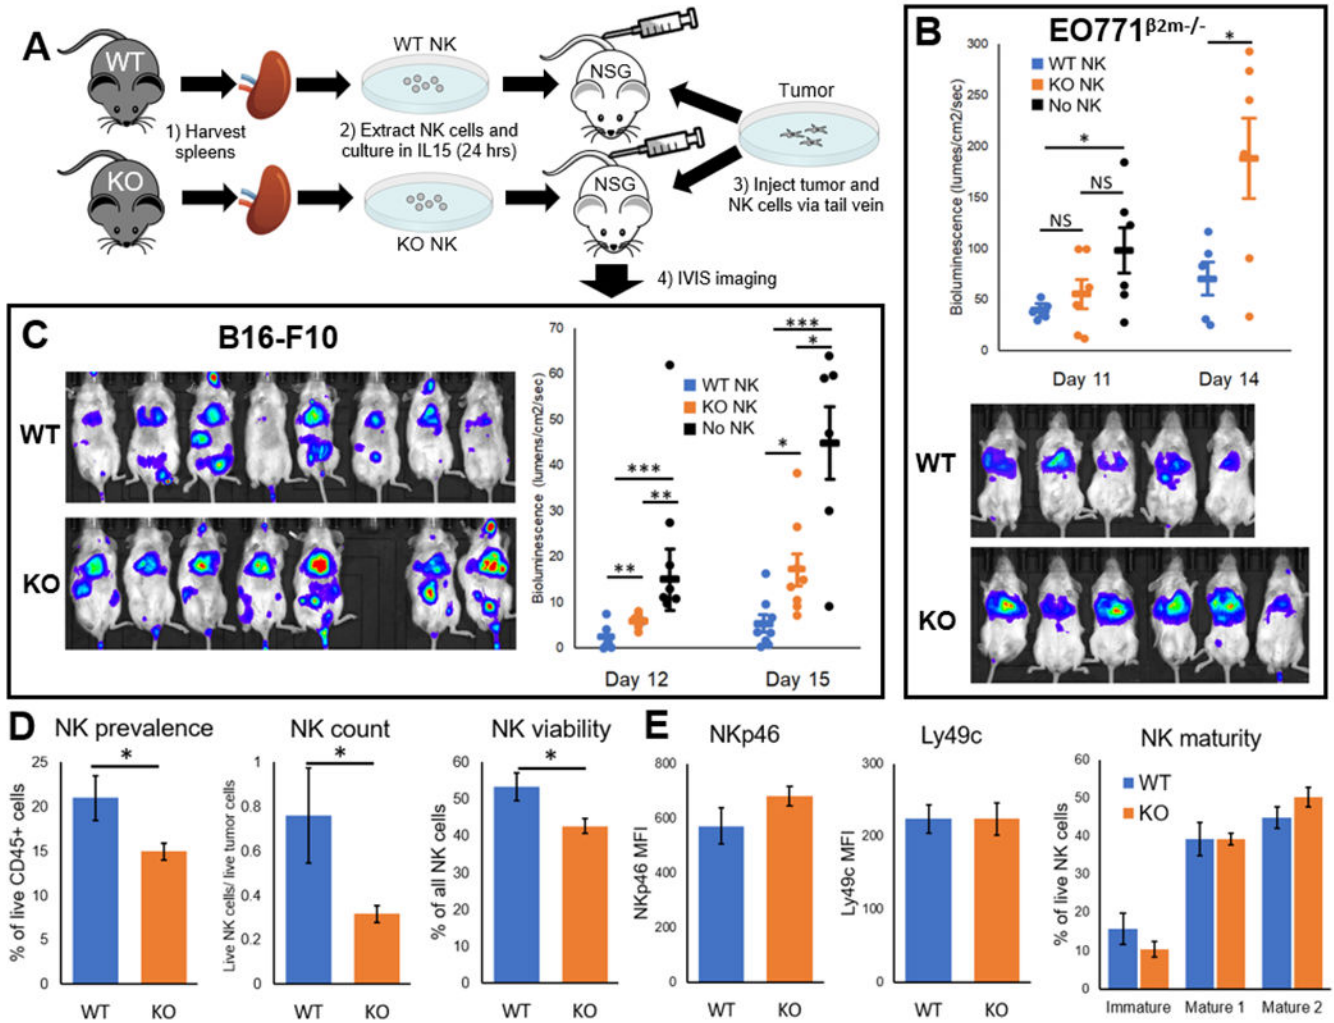 A
WT
WT NK
NSG
1) Harvest
spleens
2) Extract NK cells and
culture in IL15 (24 hrs)
Tumor
KO
KO NK
NSG
3) Inject tumor and
NK cells via tail vein
4) IVIS imaging
B
EO771β2m-/-
300
250
200
150
100
50
0
Bioluminescence (lumes/cm2/sec)
WT NK
KO NK
No NK
*
*
NS
NS
Day 11
Day 14
WT
KO
C
B16-F10
WT
KO
70
60
50
40
30
20
10
0
Bioluminescence (lumens/cm2/sec)
WT NK
KO NK
No NK
***
*
***
**
*
**
Day 12
Day 15
D
NK prevalence
*
25
20
15
10
5
0
% of live CD45+ cells
WT
KO
NK count
*
1
0.8
0.6
0.4
0.2
0
Live NK cells/ live tumor cells
WT
KO
NK viability
*
60
50
40
30
20
10
0
% of all NK cells
WT
KO
E
NKp46
800
600
400
200
0
NKp46 MFI
WT
KO
Ly49c
300
200
100
0
Ly49c MFI
WT
KO
NK maturity
60
50
40
30
20
10
0
% of live NK cells
WT
KO
Immature
Mature 1
Mature 2